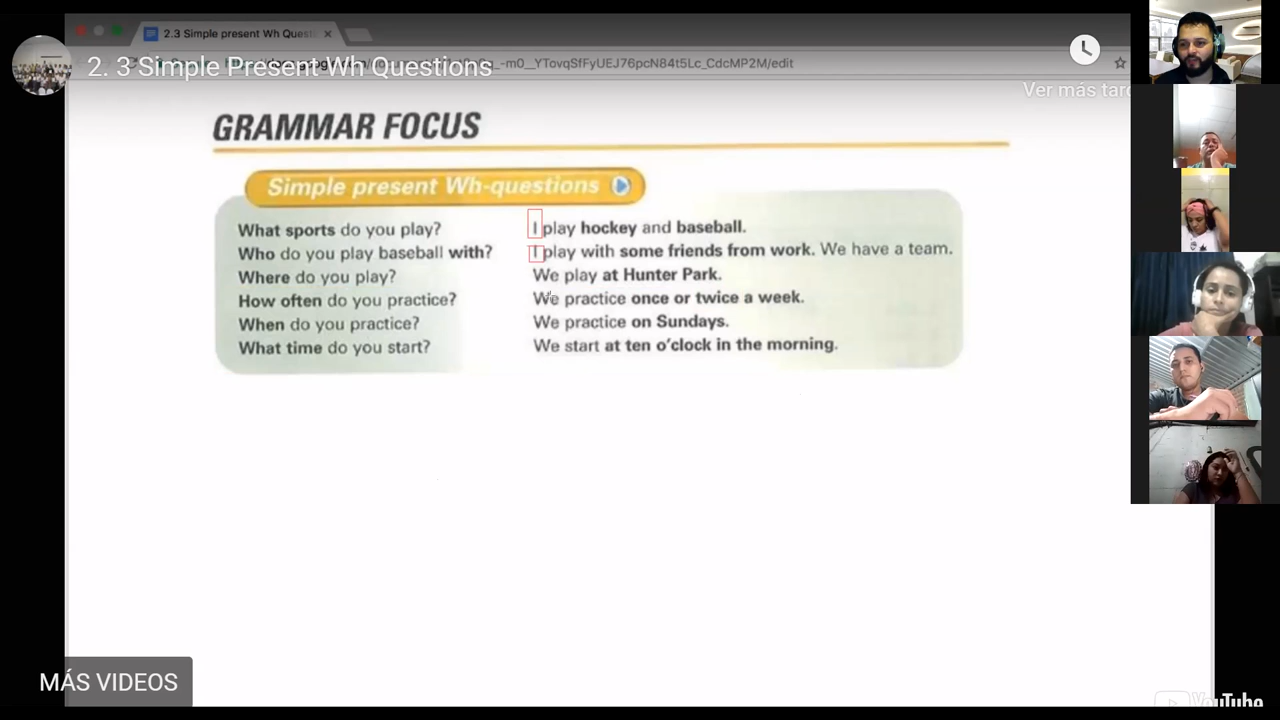 2.3 Simple present Wh Quest
2. 3 Simple Present Wh Questions
-m0__YTovqSfFyUEJ76pcN84t5Lc_CdcMP2M/edit
Ver más tar
GRAMMAR FOCUS
Simple present Wh-questions
What sports do you play? I play hockey and baseball.
Who do you play baseball with? I play with some friends from work. We have a team.
Where do you play? We play at Hunter Park.
How often do you practice? We practice once or twice a week.
When do you practice? We practice on Sundays.
What time do you start? We start at ten o'clock in the morning.
MÁS VIDEOS
YouTube